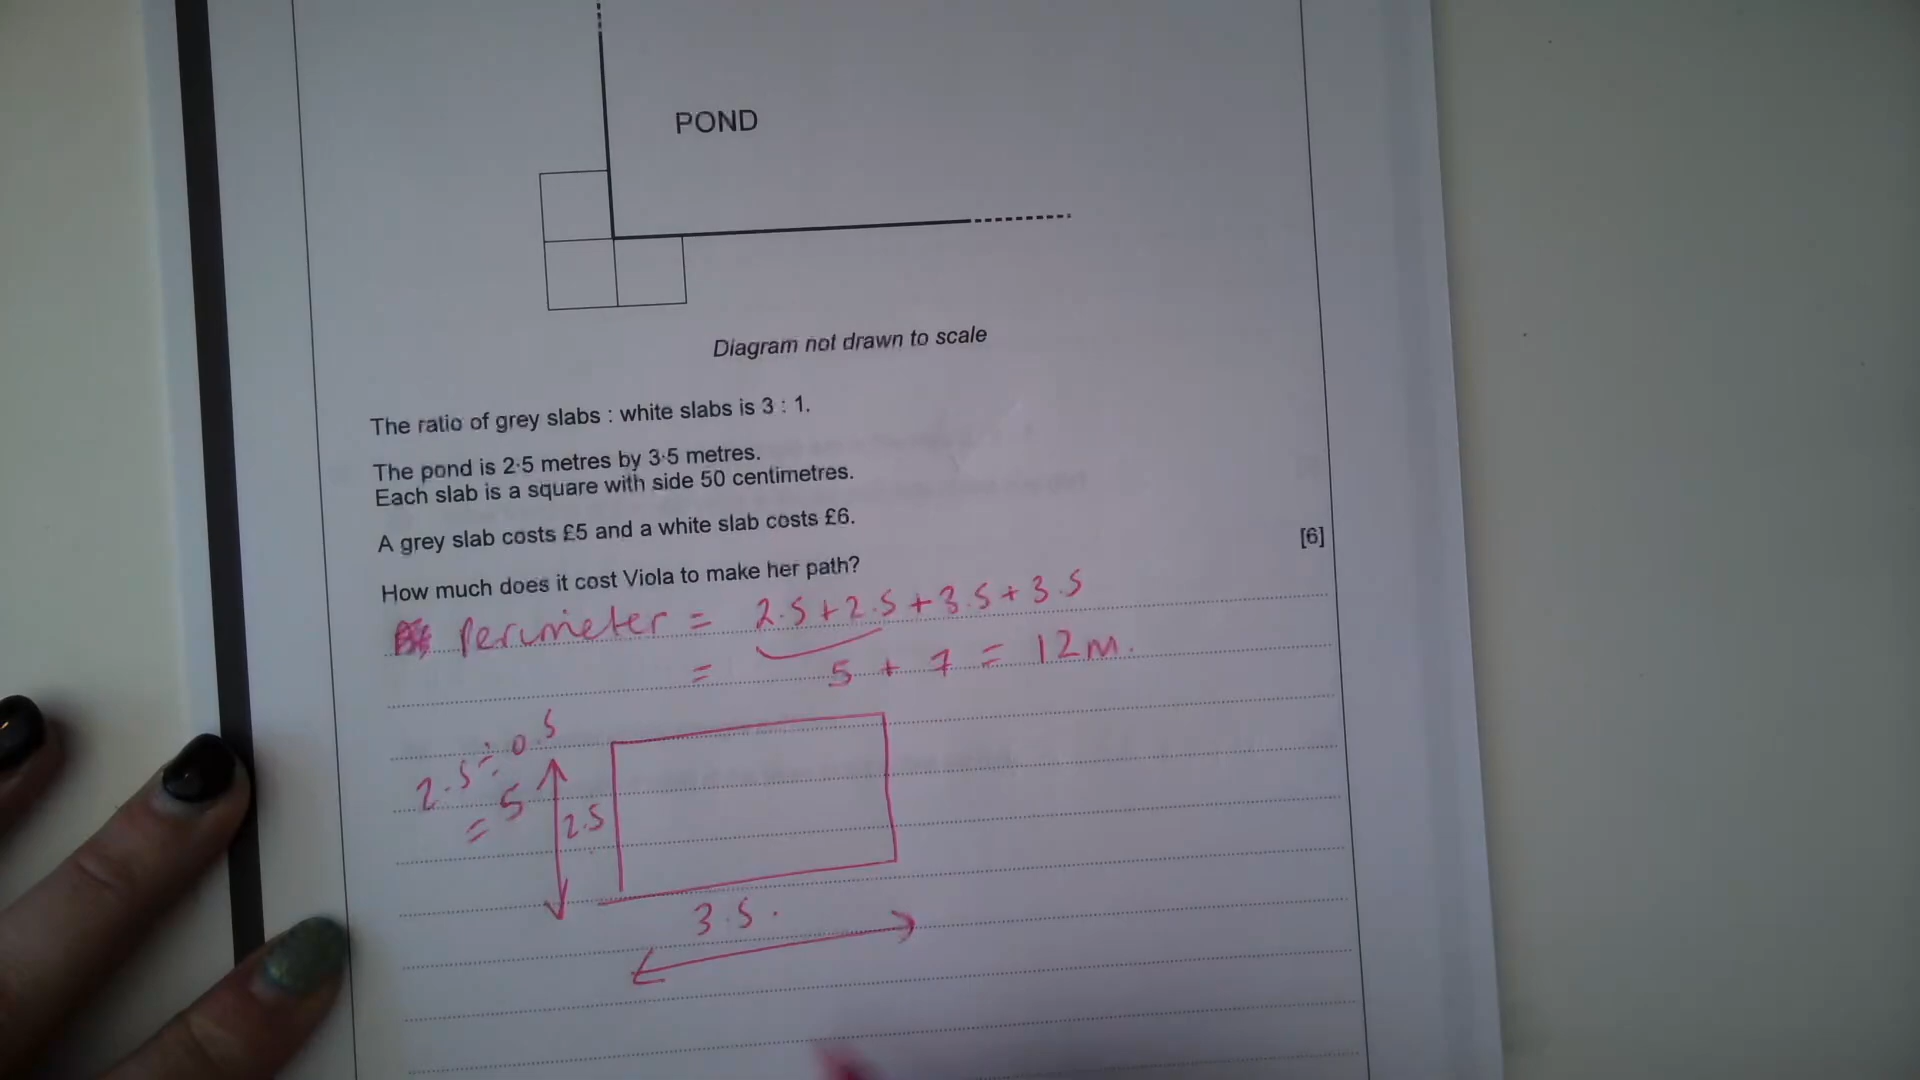 POND
Diagram not drawn to scale
The ratio of grey slabs : white slabs is 3 : 1.
The pond is 2·5 metres by 3·5 metres.
Each slab is a square with side 50 centimetres.
A grey slab costs £5 and a white slab costs £6.
[6]
How much does it cost Viola to make her path?
Perimeter = 2.5 + 2.5 + 3.5 + 3.5
= 5 + 7 = 12m.
2.5 ÷ 0.5
= 5
2.5
3.5.